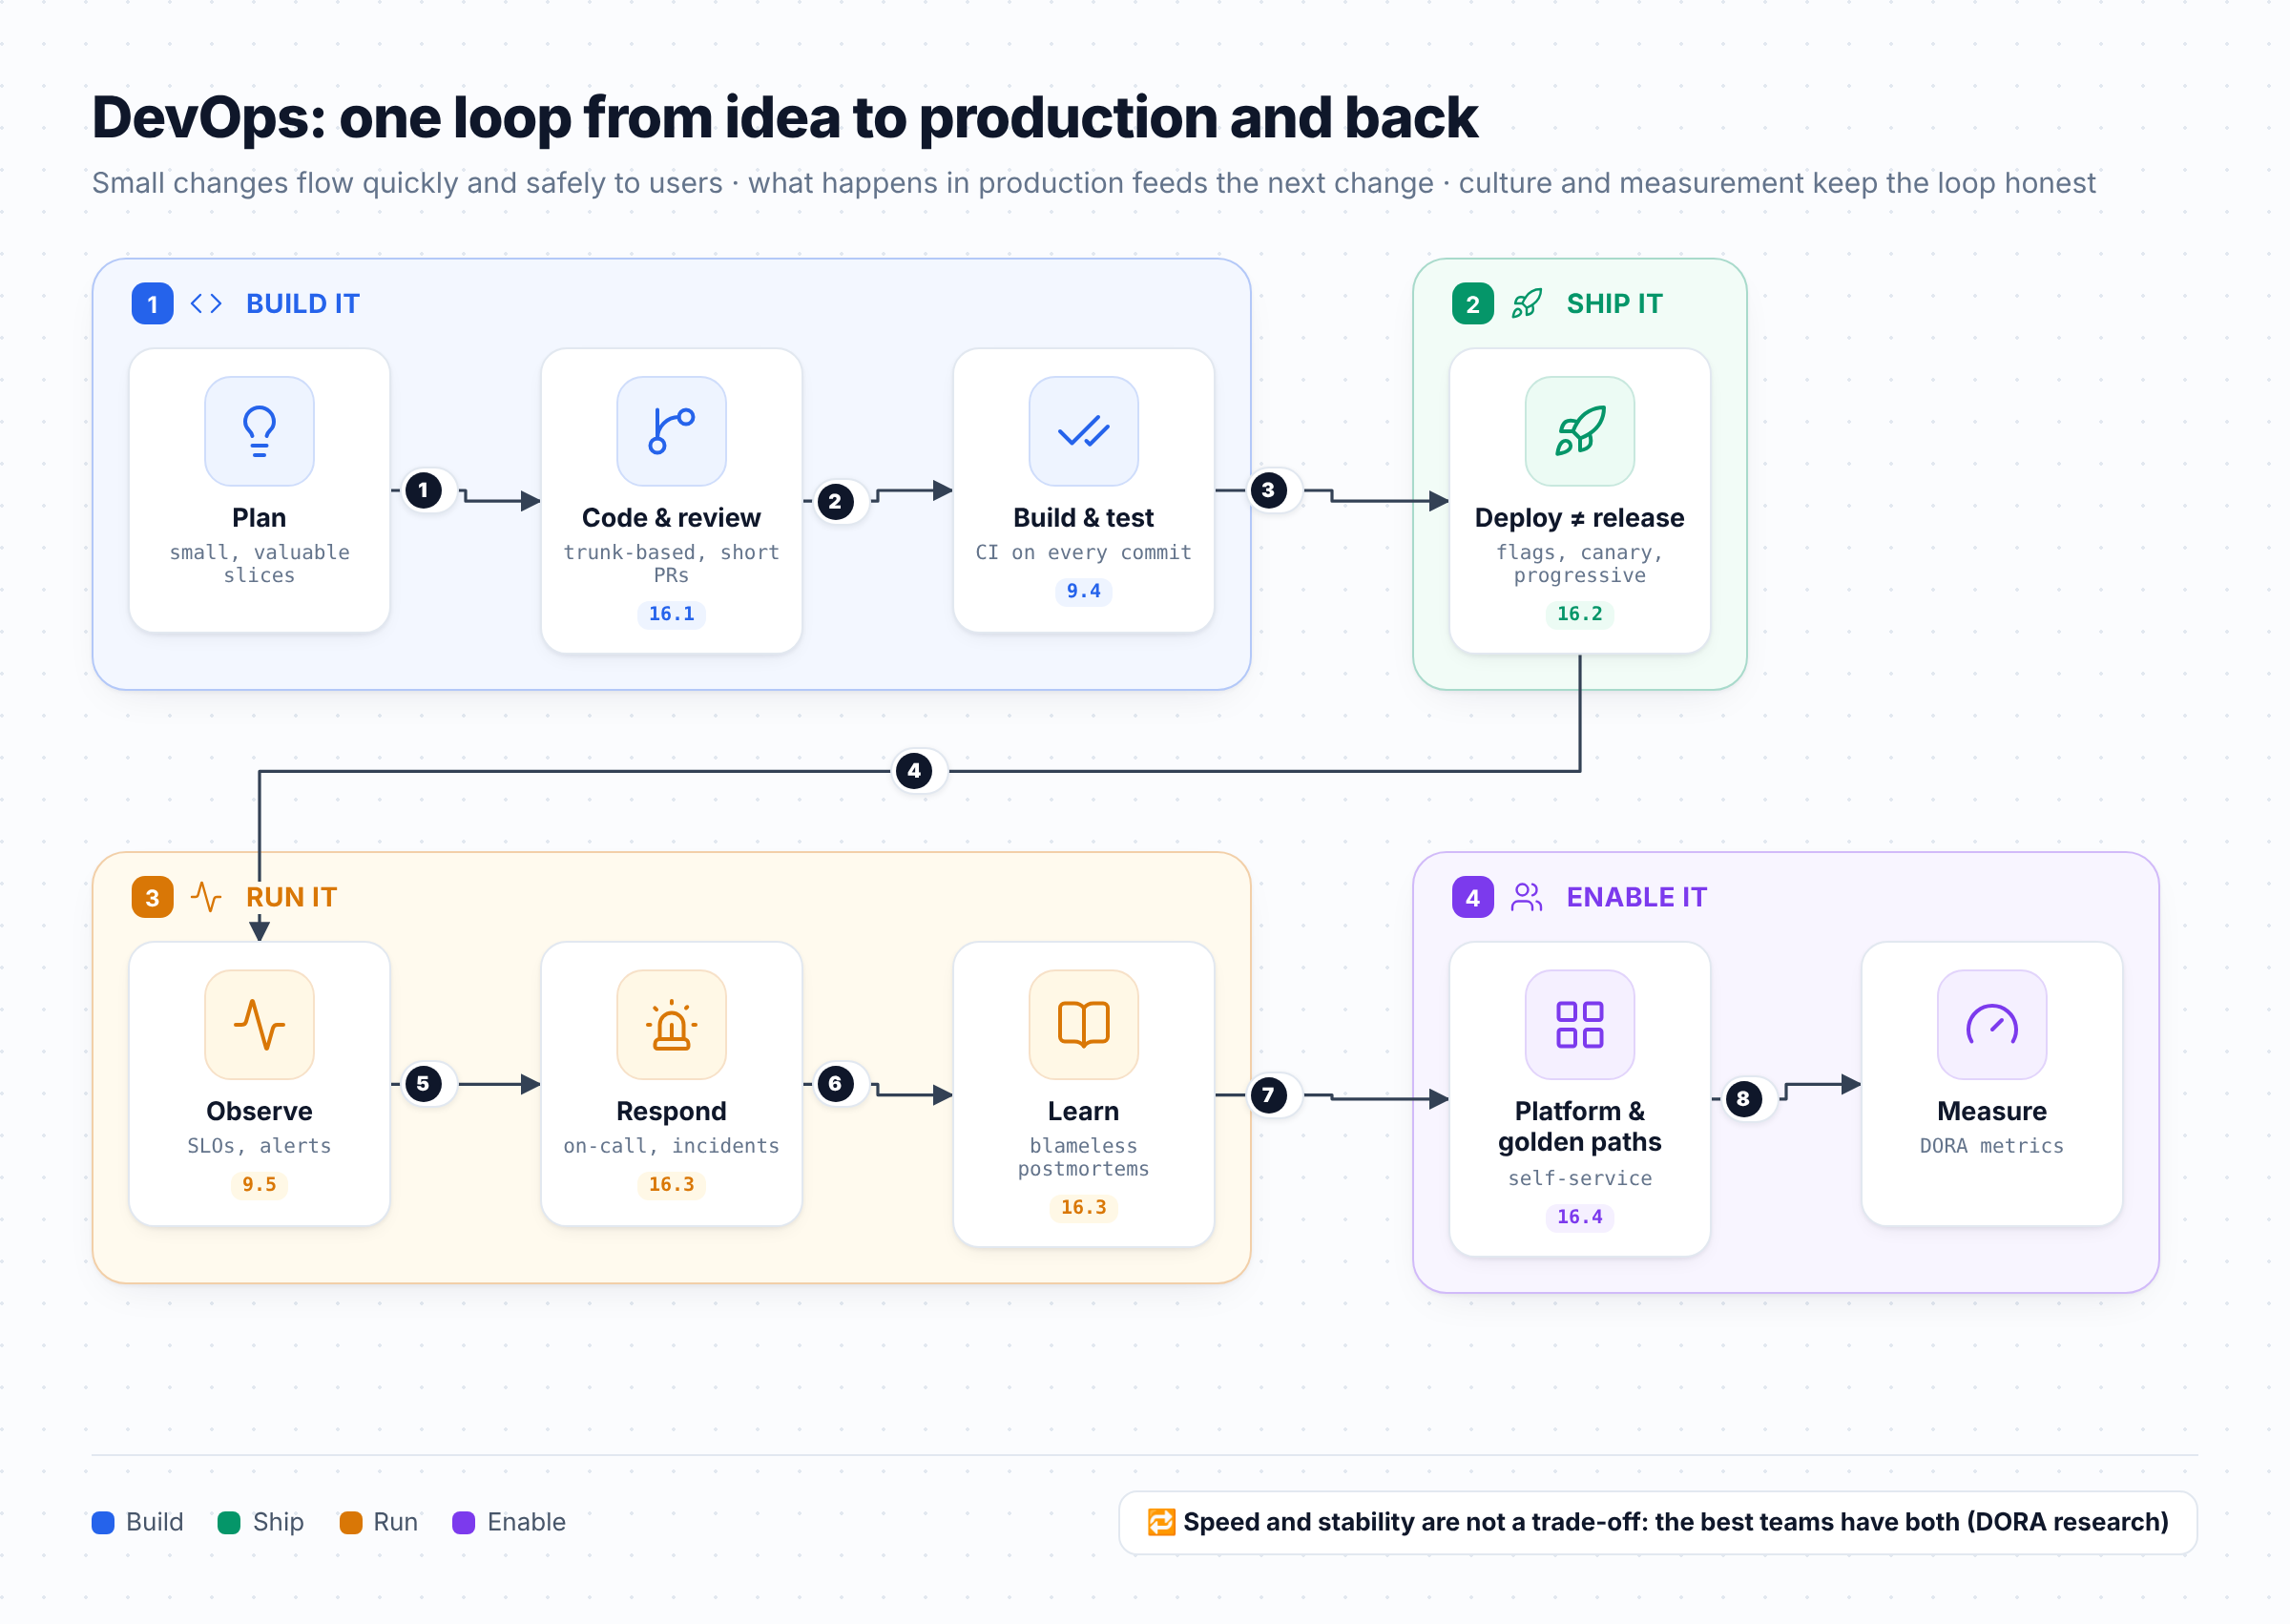 DevOps: one loop from idea to production and back
Small changes flow quickly and safely to users · what happens in production feeds the next change · culture and measurement keep the loop honest
1 BUILD IT
Plan
small, valuable
slices
1
Code & review
trunk-based, short
PRs
16.1
2
Build & test
CI on every commit
9.4
3
2 SHIP IT
Deploy ≠ release
flags, canary,
progressive
16.2
4
3 RUN IT
Observe
SLOs, alerts
9.5
5
Respond
on-call, incidents
16.3
6
Learn
blameless
postmortems
16.3
7
4 ENABLE IT
Platform &
golden paths
self-service
16.4
8
Measure
DORA metrics
Build Ship Run Enable
🔁 Speed and stability are not a trade-off: the best teams have both (DORA research)